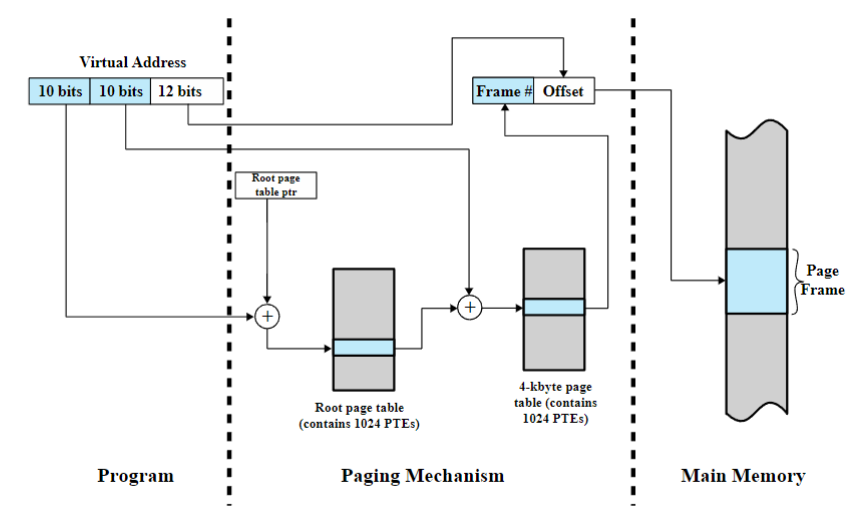 Virtual Address
10 bits 10 bits 12 bits
Frame # Offset
Root page
table ptr
+
+
Page
Frame
Root page table
(contains 1024 PTEs)
4-kbyte page
table (contains
1024 PTEs)
Program
Paging Mechanism
Main Memory